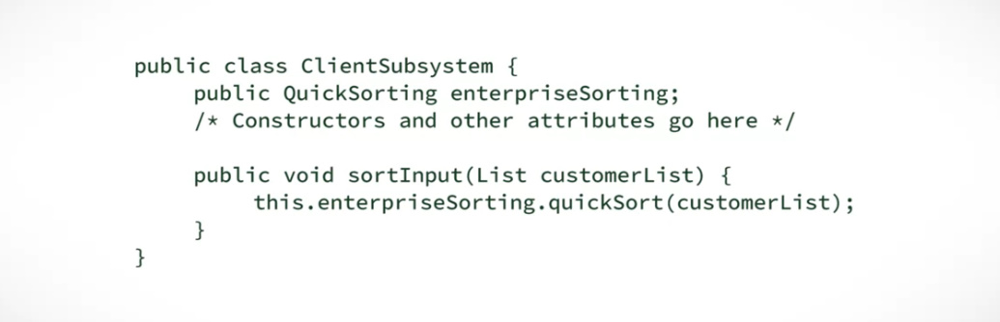 public class ClientSubsystem {
public QuickSorting enterpriseSorting;
/* Constructors and other attributes go here */
public void sortInput(List customerList) {
this.enterpriseSorting.quickSort(customerList);
}
}